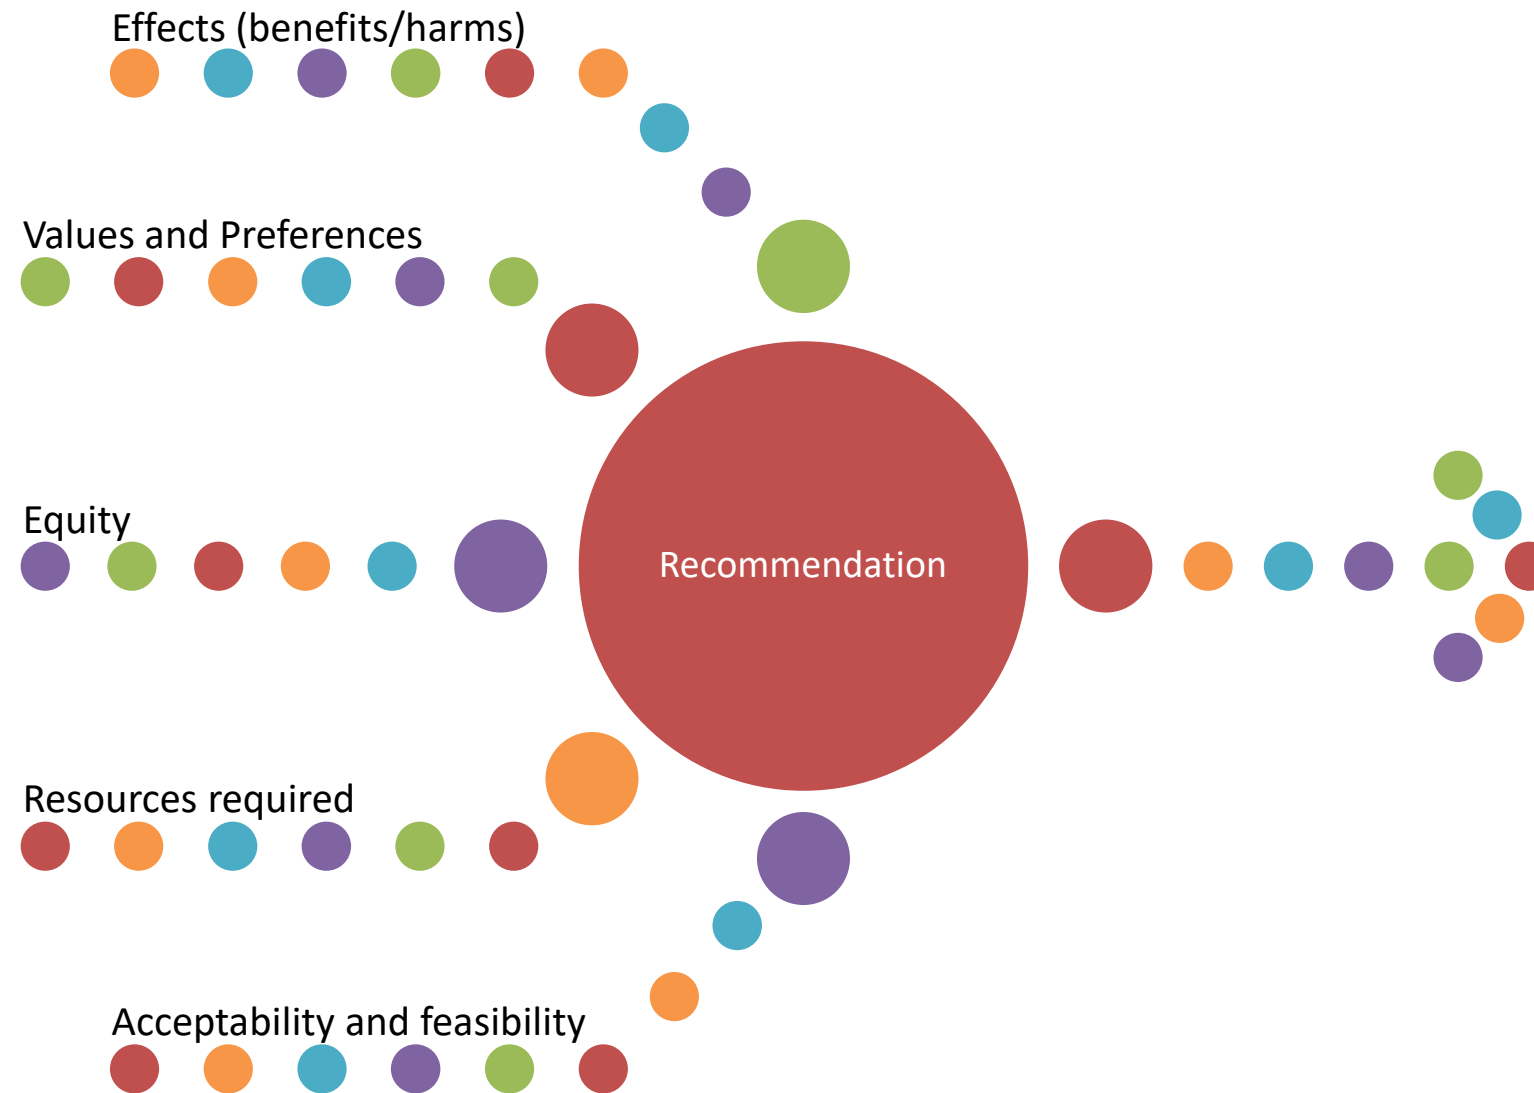 Effects (benefits/harms)
Values and Preferences
Equity
Recommendation
Resources required
Acceptability and feasibility